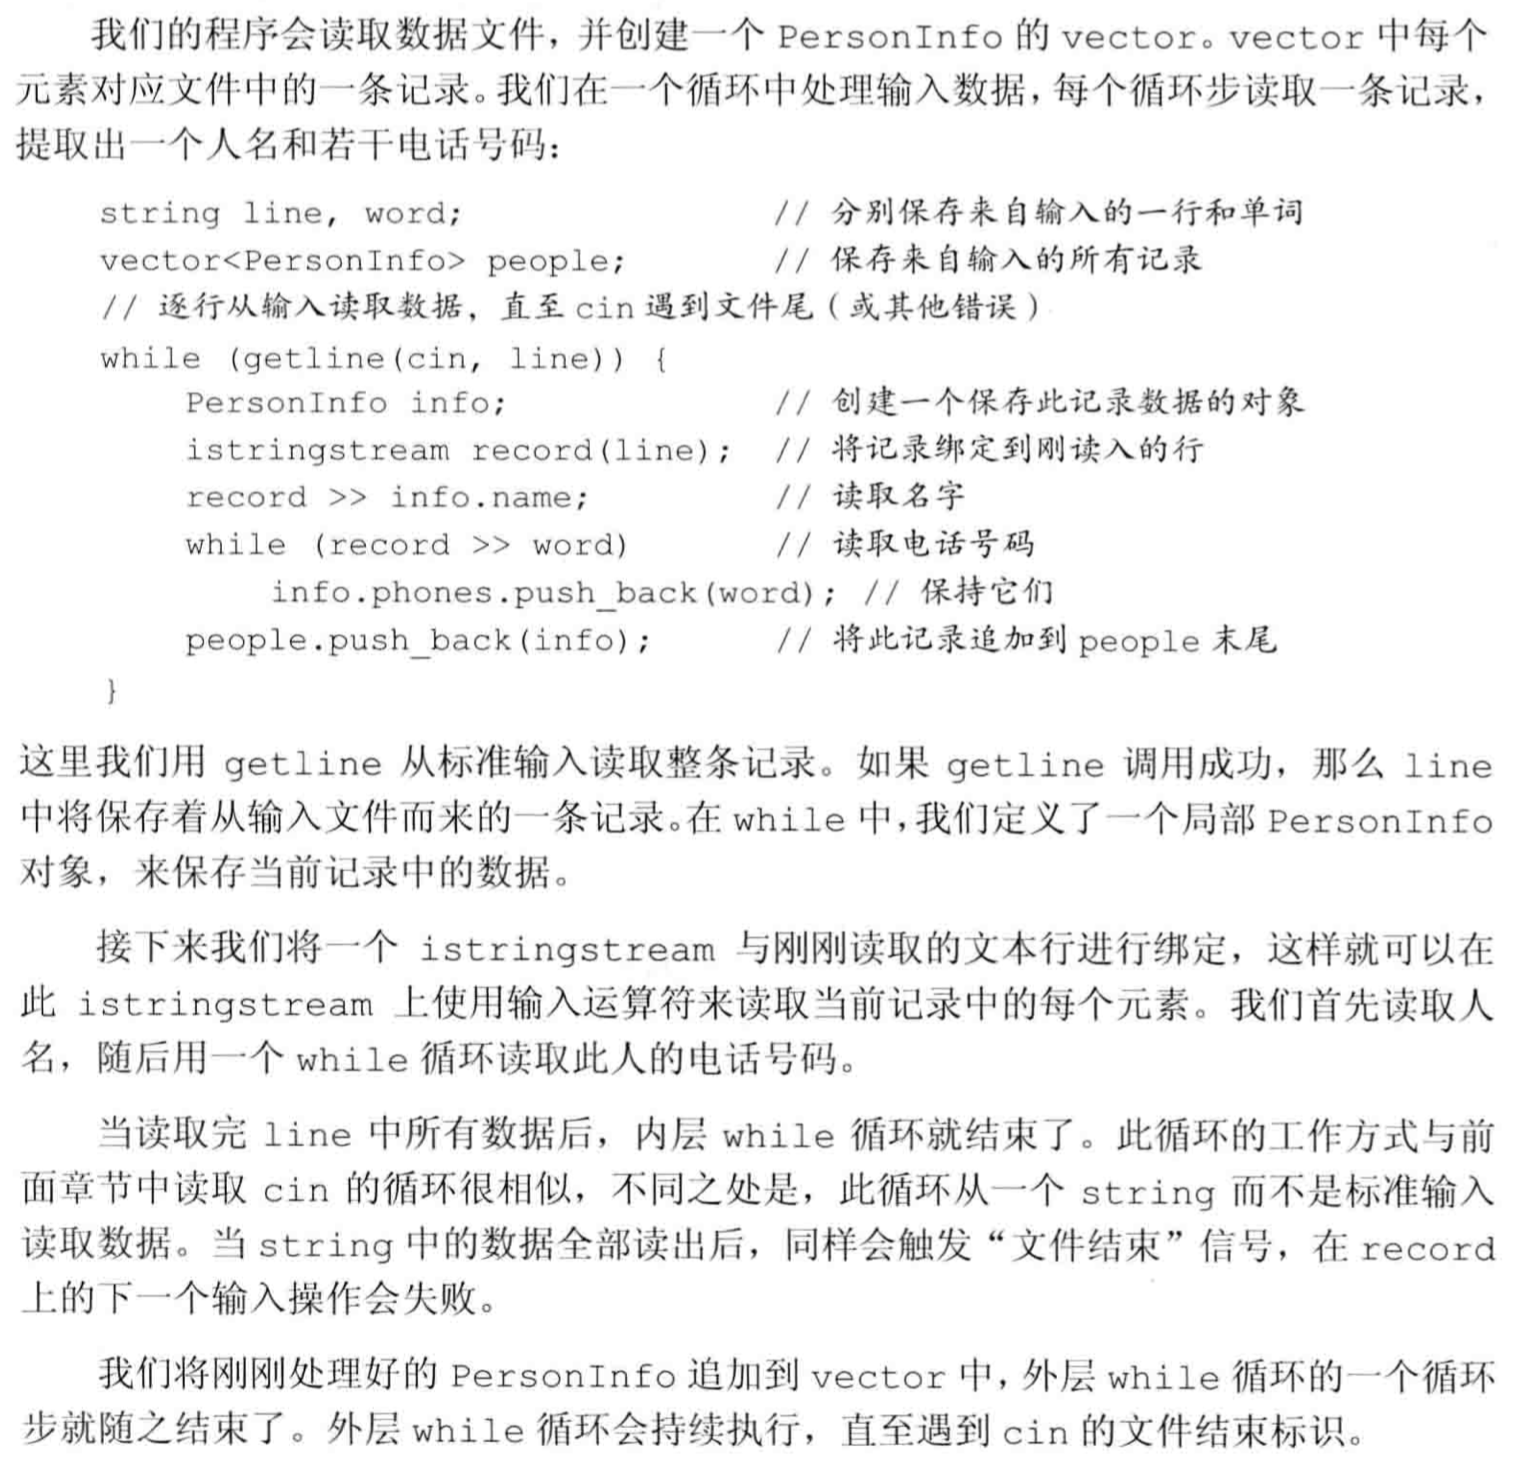 我们的程序会读取数据文件，并创建一个 PersonInfo 的 vector。vector 中每个
元素对应文件中的一条记录。我们在一个循环中处理输入数据，每个循环步读取一条记录，
提取出一个人名和若干电话号码：
string line, word; // 分别保存来自输入的一行和单词
vector<PersonInfo> people; // 保存来自输入的所有记录
// 逐行从输入读取数据，直至 cin 遇到文件尾（或其他错误）
while (getline(cin, line)) {
PersonInfo info; // 创建一个保存此记录数据的对象
istringstream record(line); // 将记录绑定到刚读入的行
record >> info.name; // 读取名字
while (record >> word) // 读取电话号码
info.phones.push_back(word); // 保持它们
people.push_back(info); // 将此记录追加到 people 末尾
}
这里我们用 getline 从标准输入读取整条记录。如果 getline 调用成功，那么 line
中将保存着从输入文件而来的一条记录。在 while 中，我们定义了一个局部 PersonInfo
对象，来保存当前记录中的数据。
接下来我们将一个 istringstream 与刚刚读取的文本行进行绑定，这样就可以在
此 istringstream 上使用输入运算符来读取当前记录中的每个元素。我们首先读取人
名，随后用一个 while 循环读取此人的电话号码。
当读取完 line 中所有数据后，内层 while 循环就结束了。此循环的工作方式与前
面章节中读取 cin 的循环很相似，不同之处是，此循环从一个 string 而不是标准输入
读取数据。当 string 中的数据全部读出后，同样会触发“文件结束”信号，在 record
上的下一个输入操作会失败。
我们将刚刚处理好的 PersonInfo 追加到 vector 中，外层 while 循环的一个循环
步就随之结束了。外层 while 循环会持续执行，直至遇到 cin 的文件结束标识。